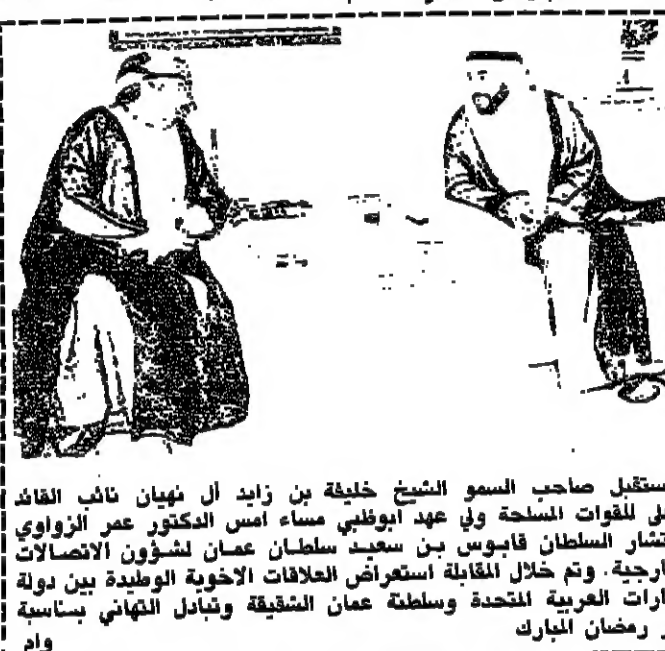 ستقبل صاحب السمو الشيخ خليفة بن زايد آل نهيان نائب القائد
للقوات المسلحة ولي عهد ابوظبي مساء امس الدكتور عمر الزواوي
تشار السلطان قابوس بن سعيد سلطان عمان لشؤون الاتصالات
ارجية. وتم خلال المقابلة استعراض العلاقات الاخوية الوطيدة بين دولة
ارات العربية المتحدة وسلطنة عمان الشقيقة وتبادل التهاني بمناسبة
ر رمضان المبارك
وام